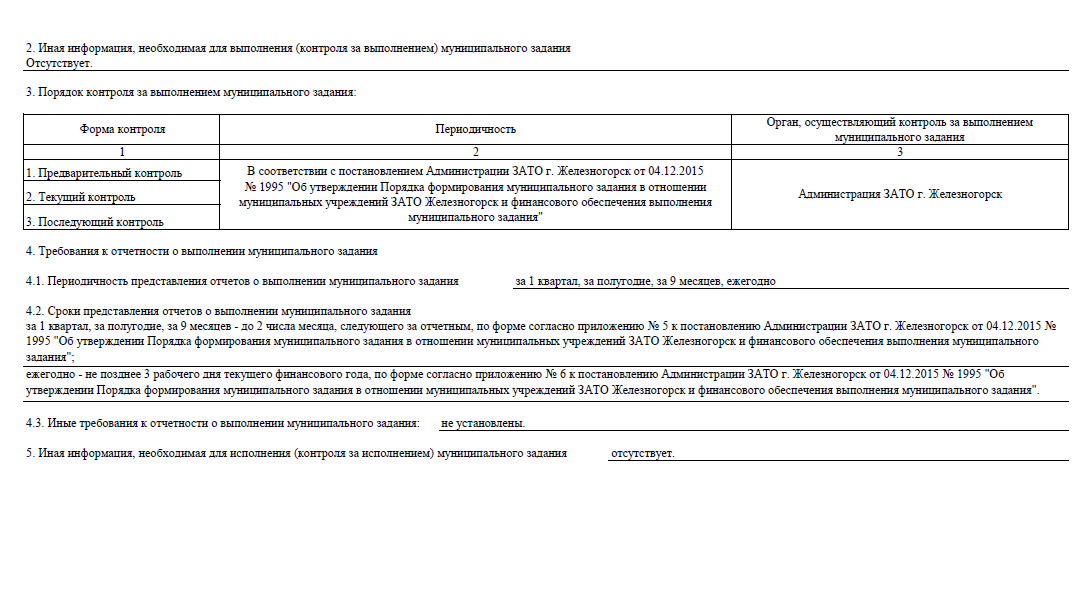 2. Иная информация, необходимая для выполнения (контроля за выполнением) муниципального задания
Отсутствует.
3. Порядок контроля за выполнением муниципального задания:
Форма контроля
Периодичность
Орган, осуществляющий контроль за выполнением
муниципального задания
1
2
3
1. Предварительный контроль
2. Текущий контроль
3. Последующий контроль
В соответствии с постановлением Администрации ЗАТО г. Железногорск от 04.12.2015
№ 1995 "Об утверждении Порядка формирования муниципального задания в отношении
муниципальных учреждений ЗАТО Железногорск и финансового обеспечения выполнения
муниципального задания"
Администрация ЗАТО г. Железногорск
4. Требования к отчетности о выполнении муниципального задания
4.1. Периодичность представления отчетов о выполнении муниципального задания за 1 квартал, за полугодие, за 9 месяцев, ежегодно
4.2. Сроки представления отчетов о выполнении муниципального задания
за 1 квартал, за полугодие, за 9 месяцев - до 2 числа месяца, следующего за отчетным, по форме согласно приложению № 5 к постановлению Администрации ЗАТО г. Железногорск от 04.12.2015 №
1995 "Об утверждении Порядка формирования муниципального задания в отношении муниципальных учреждений ЗАТО Железногорск и финансового обеспечения выполнения муниципального
задания";
ежегодно - не позднее 3 рабочего дня текущего финансового года, по форме согласно приложению № 6 к постановлению Администрации ЗАТО г. Железногорск от 04.12.2015 № 1995 "Об
утверждении Порядка формирования муниципального задания в отношении муниципальных учреждений ЗАТО Железногорск и финансового обеспечения выполнения муниципального задания".
4.3. Иные требования к отчетности о выполнении муниципального задания: не установлены.
5. Иная информация, необходимая для исполнения (контроля за исполнением) муниципального задания отсутствует.